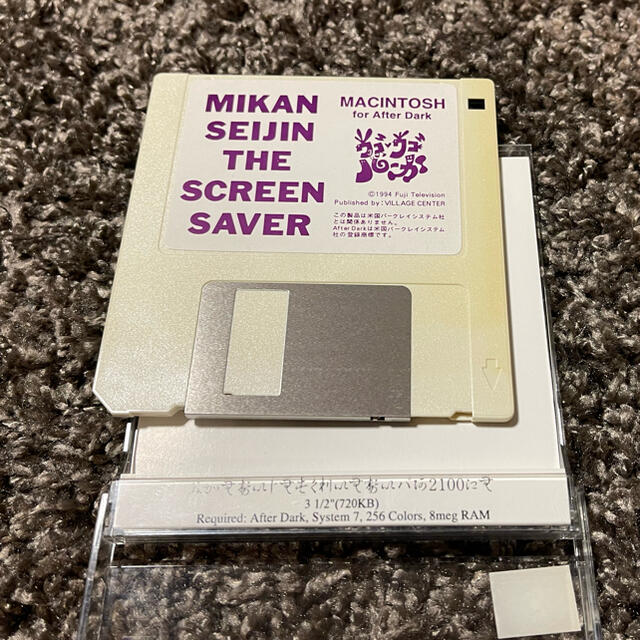 MIKAN
SEIJIN
THE
SCREEN
SAVER
MACINTOSH
for After Dark
©1994 Fuji Television
Published by: VILLAGE CENTER
この製品は米国バークレイシステム社
とは関係ありません。
After Darkは米国バークレイシステム
社の登録商標です。
3 1/2"(720KB)
Required: After Dark, System 7, 256 Colors, 8meg RAM